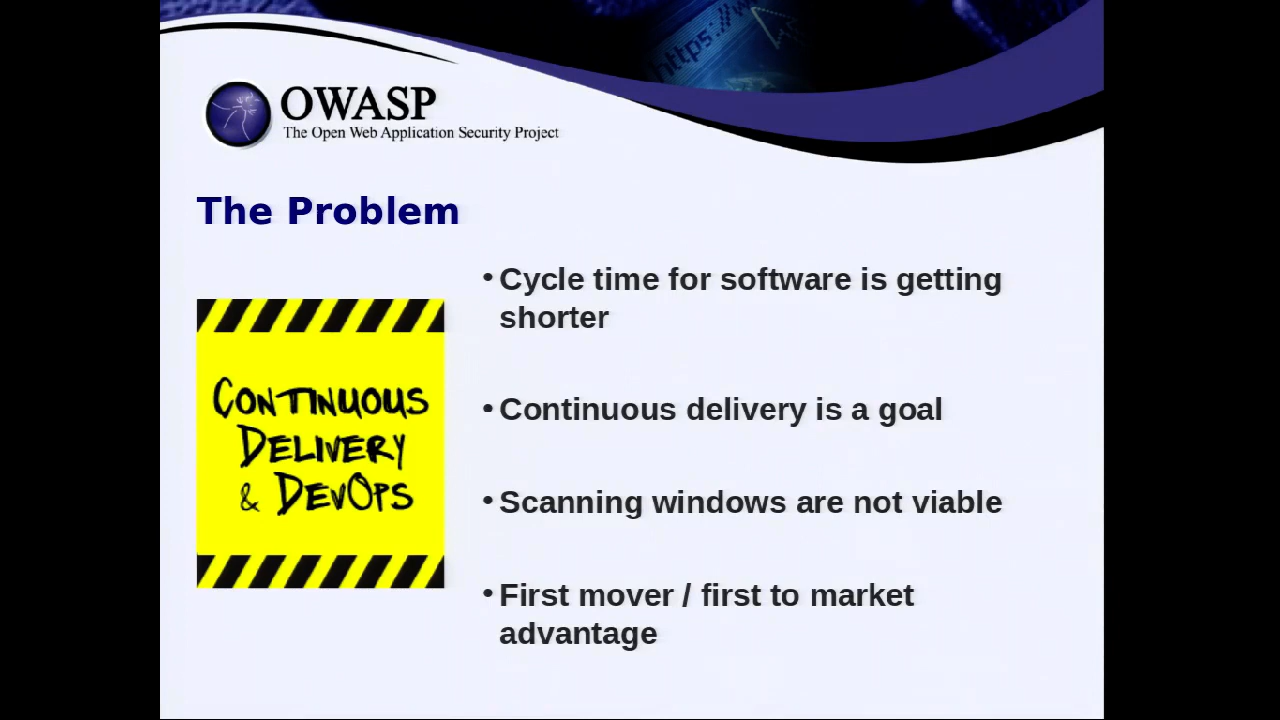 https://w
OWASP
The Open Web Application Security Project
The Problem
CONTINUOUS
DELIVERY
& DEVOPS
• Cycle time for software is getting
shorter
• Continuous delivery is a goal
• Scanning windows are not viable
• First mover / first to market
advantage